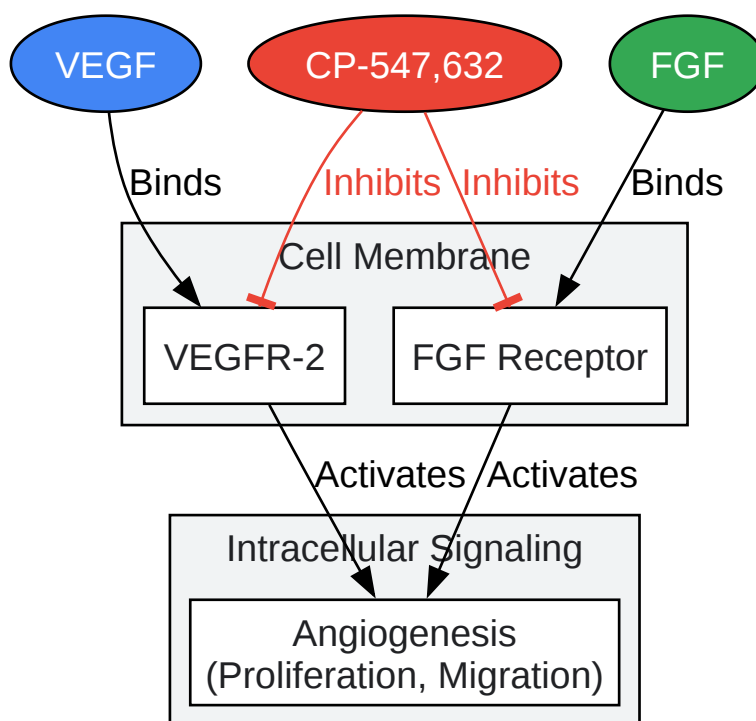 VEGF
CP-547,632
FGF
Binds
Inhibits
Inhibits
Binds
Cell Membrane
VEGFR-2
FGF Receptor
Activates
Activates
Intracellular Signaling
Angiogenesis
(Proliferation, Migration)